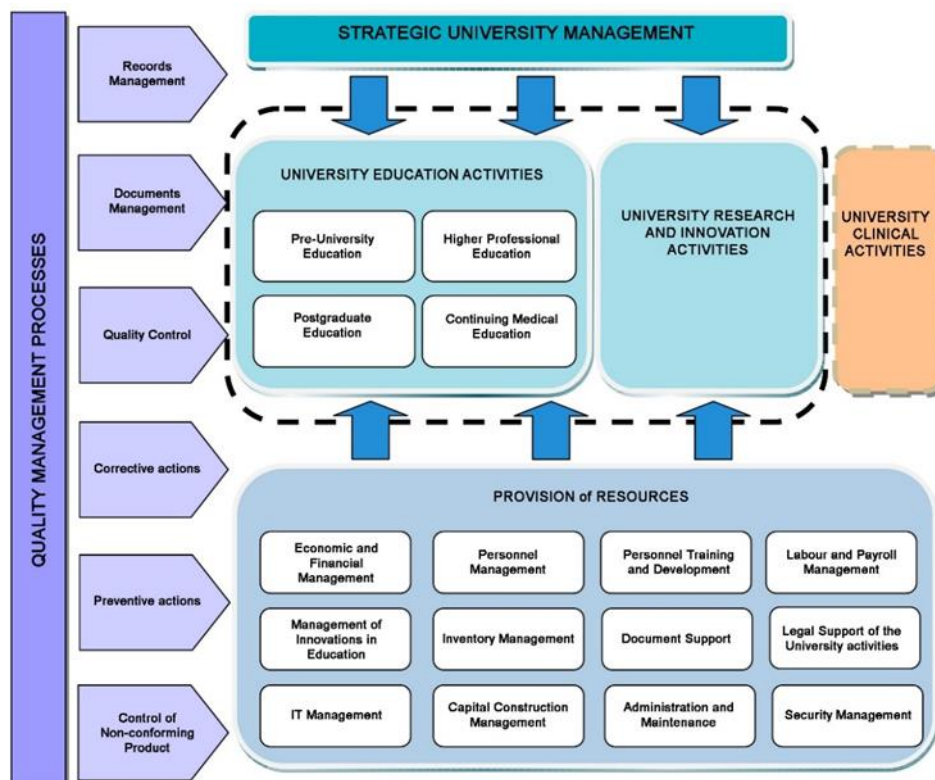 QUALITY MANAGEMENT PROCESSES
Records
Management
Documents
Management
Quality Control
Corrective actions
Preventive actions
Control of
Non-conforming
Product
STRATEGIC UNIVERSITY MANAGEMENT
UNIVERSITY EDUCATION ACTIVITIES
Pre-University
Education
Higher Professional
Education
Postgraduate
Education
Continuing Medical
Education
UNIVERSITY RESEARCH
AND INNOVATION
ACTIVITIES
UNIVERSITY
CLINICAL
ACTIVITIES
PROVISION of RESOURCES
Economic and
Financial
Management
Personnel
Management
Personnel Training
and Development
Labour and Payroll
Management
Management of
Innovations in
Education
Inventory Management
Document Support
Legal Support of the
University activities
IT Management
Capital Construction
Management
Administration and
Maintenance
Security Management